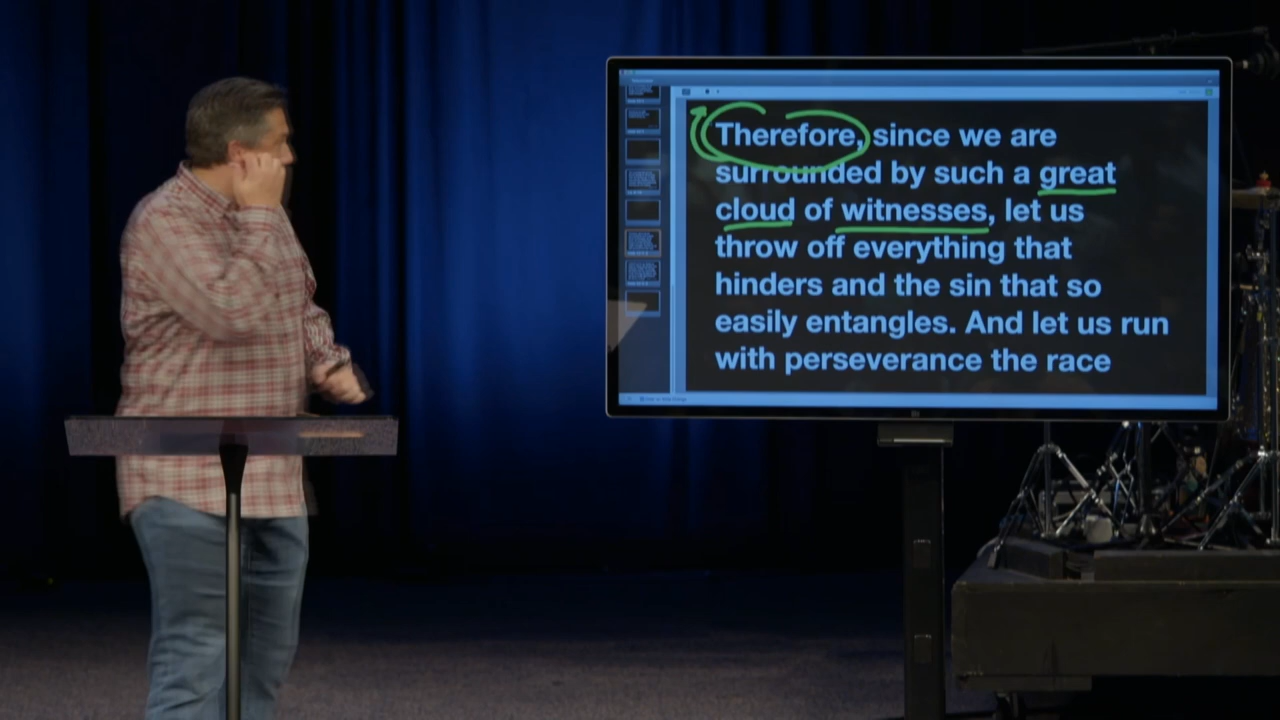 Therefore, since we are
surrounded by such a great
cloud of witnesses, let us
throw off everything that
hinders and the sin that so
easily entangles. And let us run
with perseverance the race